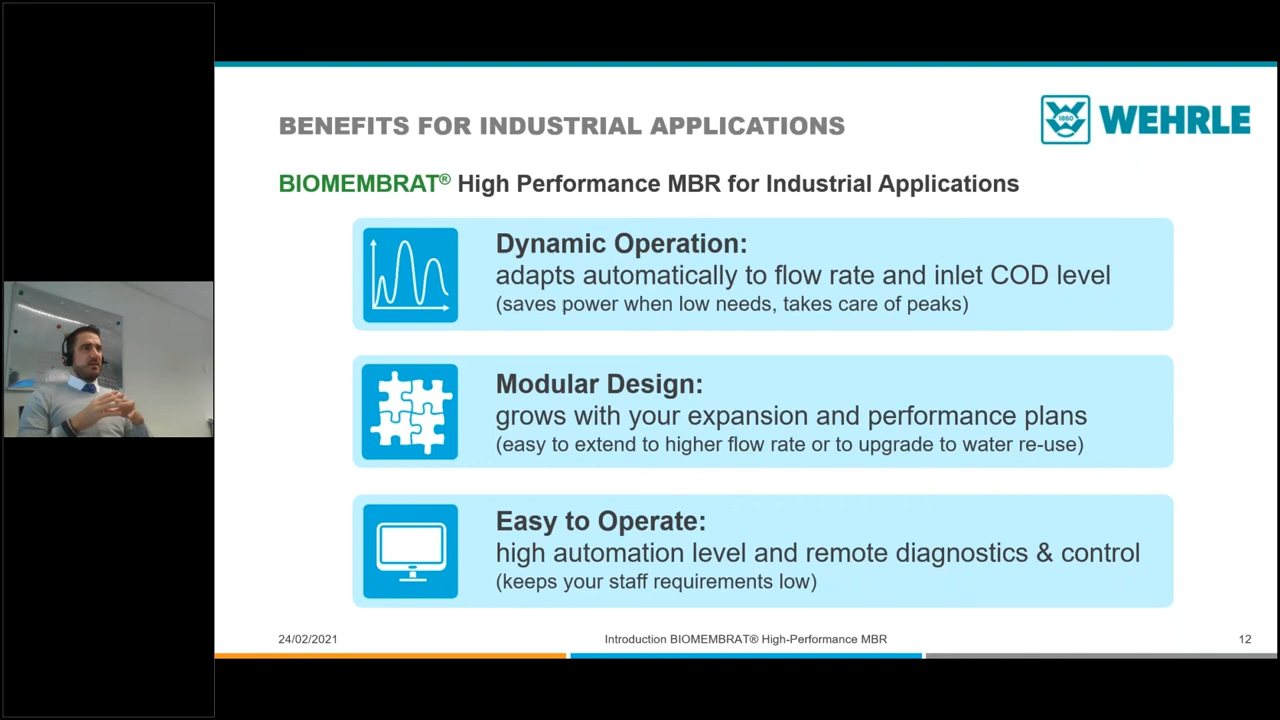 BENEFITS FOR INDUSTRIAL APPLICATIONS
1860
WEHRLE
BIOMEMBRAT® High Performance MBR for Industrial Applications
Dynamic Operation:
adapts automatically to flow rate and inlet COD level
(saves power when low needs, takes care of peaks)
Modular Design:
grows with your expansion and performance plans
(easy to extend to higher flow rate or to upgrade to water re-use)
Easy to Operate:
high automation level and remote diagnostics & control
(keeps your staff requirements low)
24/02/2021
Introduction BIOMEMBRAT® High-Performance MBR
12